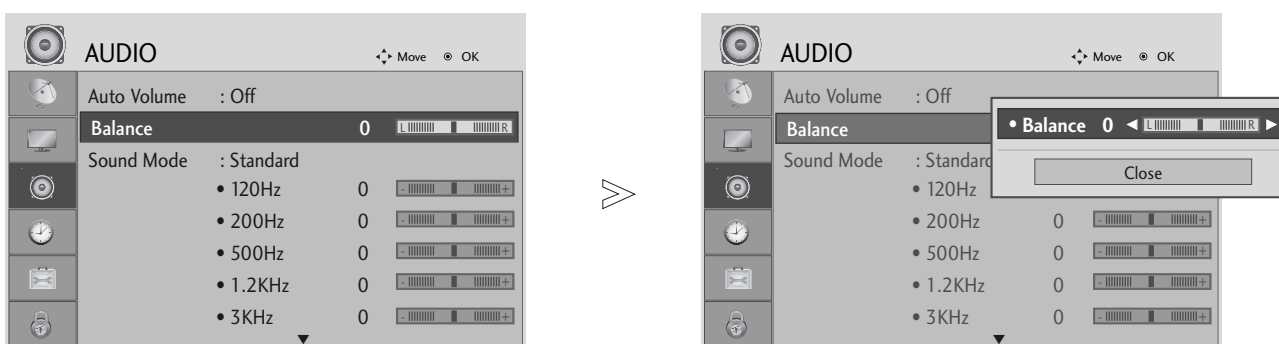 AUDIO Move OK
Auto Volume : Off
Balance 0 L R
Sound Mode : Standard
• 120Hz 0 - +
• 200Hz 0 - +
• 500Hz 0 - +
• 1.2KHz 0 - +
• 3KHz 0 - +
AUDIO Move OK
Auto Volume : Off
Balance
• Balance 0 L R
Close
Sound Mode : Standard
• 120Hz
• 200Hz 0 - +
• 500Hz 0 - +
• 1.2KHz 0 - +
• 3KHz 0 - +